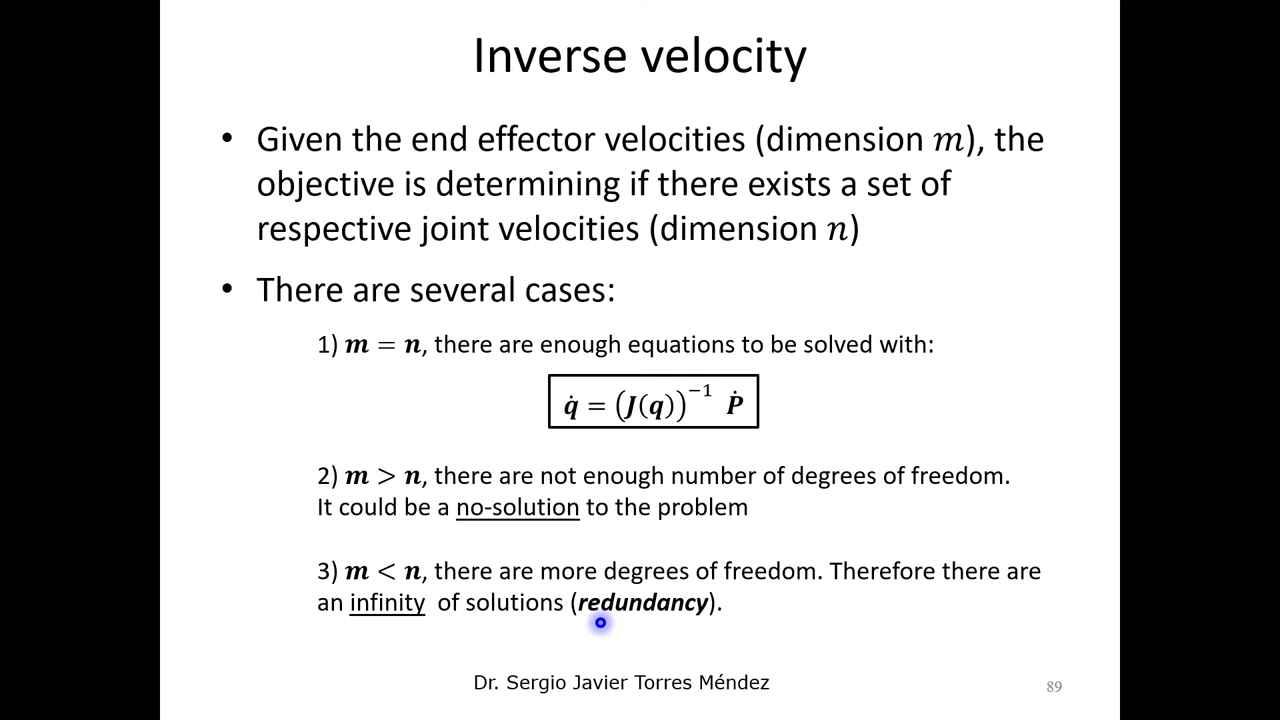 Inverse velocity
• Given the end effector velocities (dimension m), the
objective is determining if there exists a set of
respective joint velocities (dimension n)
• There are several cases:
1) m = n, there are enough equations to be solved with:
q̇ = (J(q))⁻¹ Ṗ
2) m > n, there are not enough number of degrees of freedom.
It could be a no-solution to the problem
3) m < n, there are more degrees of freedom. Therefore there are
an infinity of solutions (redundancy).
Dr. Sergio Javier Torres Méndez
89